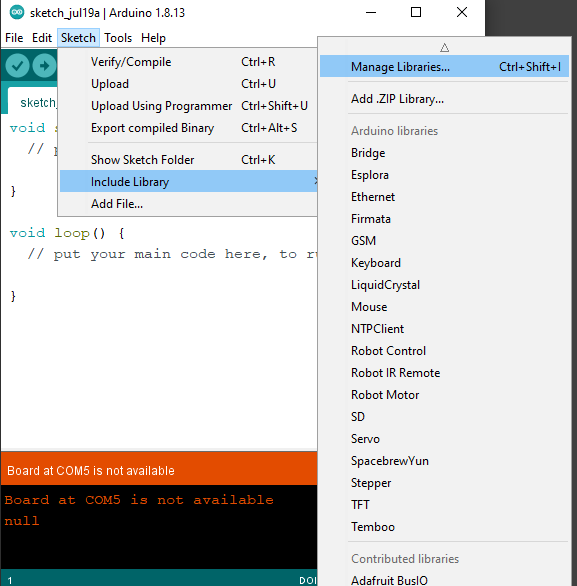 sketch_jul19a | Arduino 1.8.13
File Edit Sketch Tools Help
Verify/Compile Ctrl+R
Upload Ctrl+U
Upload Using Programmer Ctrl+Shift+U
Export compiled Binary Ctrl+Alt+S
Show Sketch Folder Ctrl+K
Include Library
Add File...
Manage Libraries... Ctrl+Shift+I
Add .ZIP Library...
Arduino libraries
Bridge
Esplora
Ethernet
Firmata
GSM
Keyboard
LiquidCrystal
Mouse
NTPClient
Robot Control
Robot IR Remote
Robot Motor
SD
Servo
SpacebrewYun
Stepper
TFT
Temboo
Contributed libraries
Adafruit BusIO
sketch_
void
//
}
void loop() {
// put your main code here, to
}
Board at COM5 is not available
Board at COM5 is not available
null
1